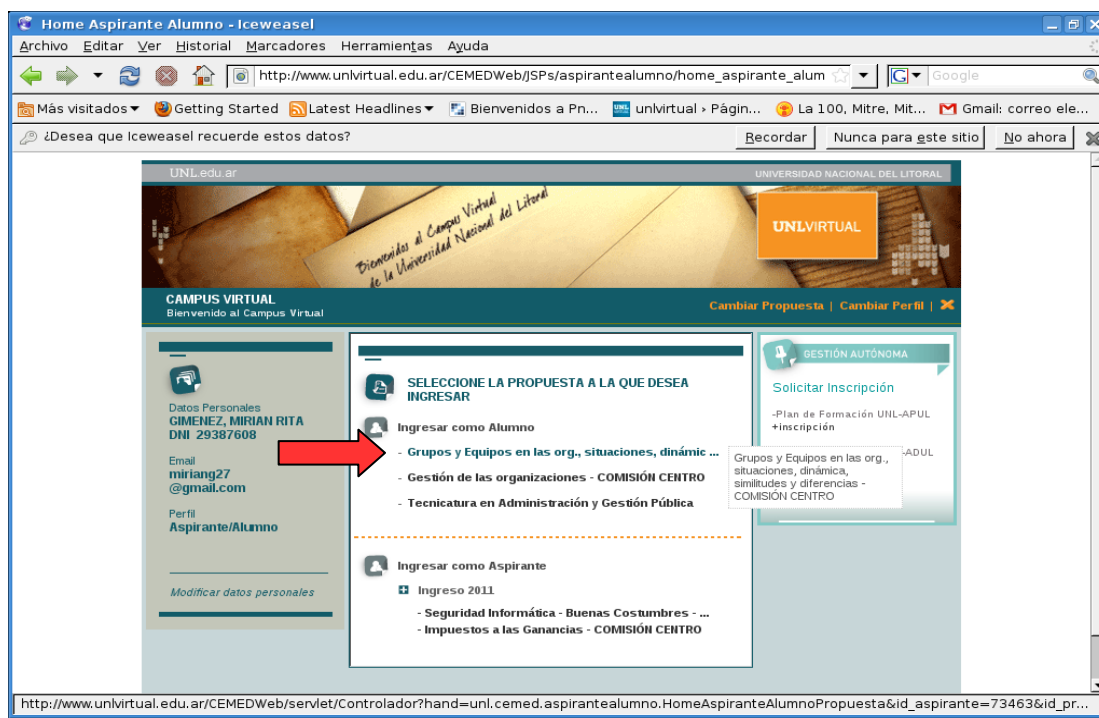 Home Aspirante Alumno - Iceweasel
Archivo Editar Ver Historial Marcadores Herramientas Ayuda
http://www.unlvirtual.edu.ar/CEMEDWeb/JSPs/aspirantealumno/home_aspirante_alum
Google
Más visitados Getting Started Latest Headlines Bienvenidos a Pn... unlvirtual › Págin... La 100, Mitre, Mit... Gmail: correo ele...
¿Desea que Iceweasel recuerde estos datos? Recordar Nunca para este sitio No ahora
UNL.edu.ar UNIVERSIDAD NACIONAL DEL LITORAL
Bienvenidos al Campus Virtual
de la Universidad Nacional del Litoral
UNLVIRTUAL
CAMPUS VIRTUAL
Bienvenido al Campus Virtual
Cambiar Propuesta | Cambiar Perfil |
Datos Personales
GIMENEZ, MIRIAN RITA
DNI 29387608
Email
miriang27
@gmail.com
Perfil
Aspirante/Alumno
Modificar datos personales
SELECCIONE LA PROPUESTA A LA QUE DESEA
INGRESAR
Ingresar como Alumno
- Grupos y Equipos en las org., situaciones, dinámic ...
- Gestión de las organizaciones - COMISIÓN CENTRO
- Tecnicatura en Administración y Gestión Pública
Ingresar como Aspirante
Ingreso 2011
- Seguridad Informática - Buenas Costumbres - ...
- Impuestos a las Ganancias - COMISIÓN CENTRO
GESTIÓN AUTÓNOMA
Solicitar Inscripción
-Plan de Formación UNL-APUL
+inscripción
-ADUL
Grupos y Equipos en las org.,
situaciones, dinámica,
similitudes y diferencias -
COMISIÓN CENTRO
http://www.unlvirtual.edu.ar/CEMEDWeb/servlet/Controlador?hand=unl.cemed.aspirantealumno.HomeAspiranteAlumnoPropuesta&id_aspirante=73463&id_pr...